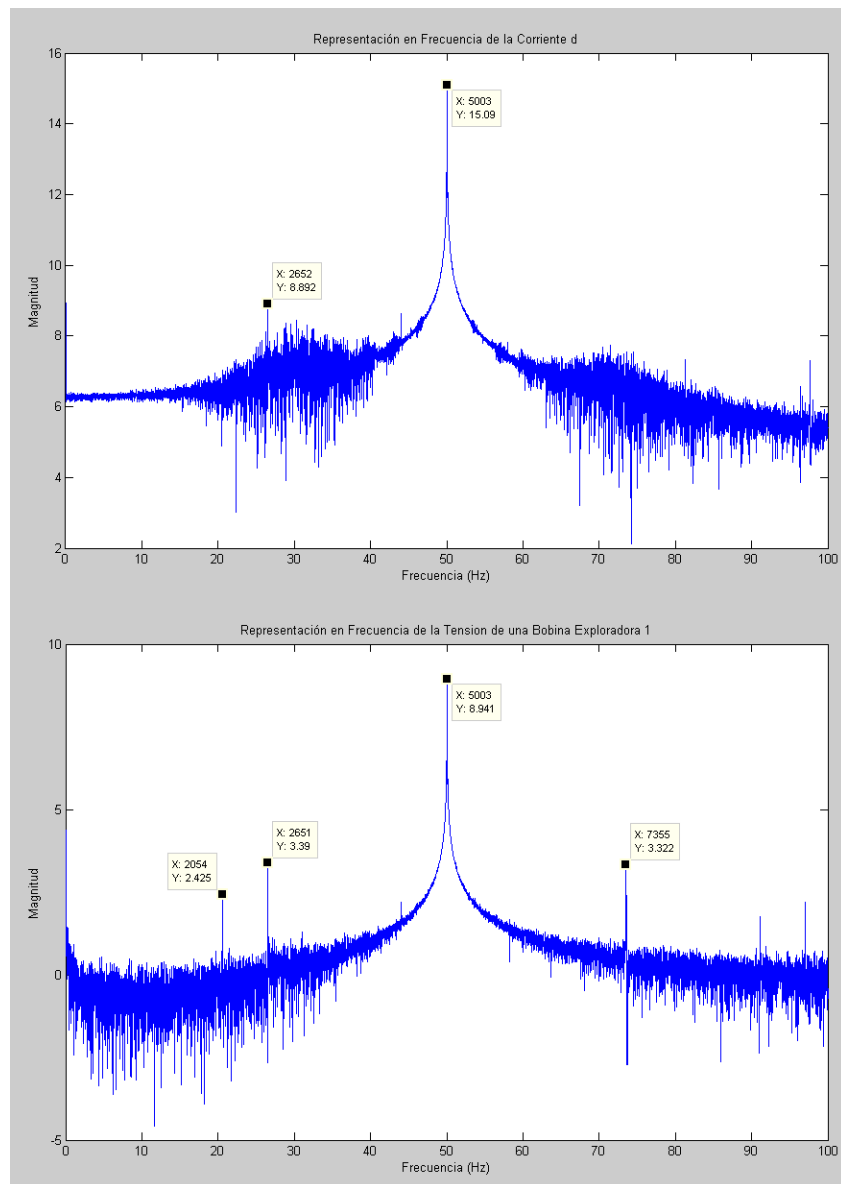 Representación en Frecuencia de la Corriente d
16
14
12
10
8
6
4
2
Magnitud
X: 5003
Y: 15.09
X: 2652
Y: 8.892
0 10 20 30 40 50 60 70 80 90 100
Frecuencia (Hz)
Representación en Frecuencia de la Tension de una Bobina Exploradora 1
10
5
0
-5
Magnitud
X: 5003
Y: 8.941
X: 2651
Y: 3.39
X: 7355
Y: 3.322
X: 2054
Y: 2.425
0 10 20 30 40 50 60 70 80 90 100
Frecuencia (Hz)